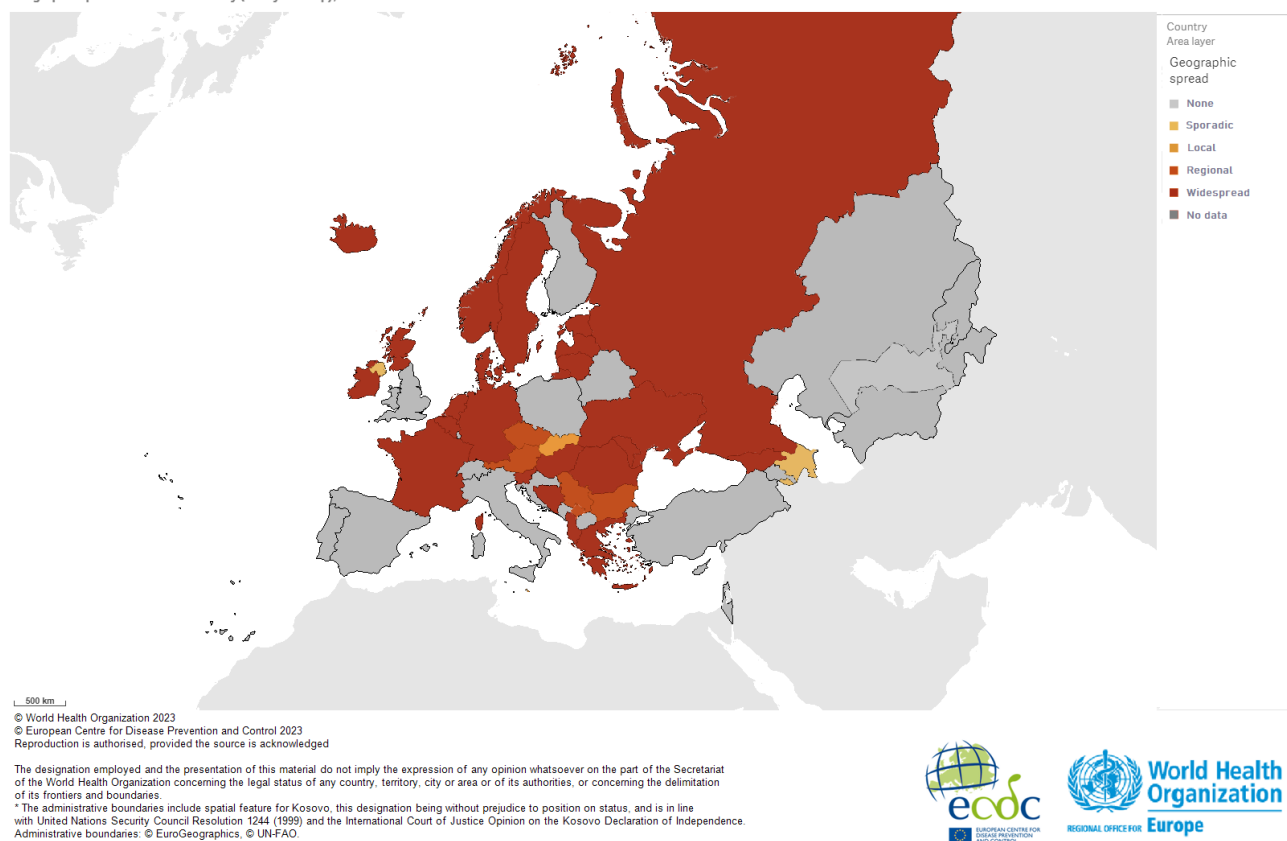 Country
Area layer
Geographic
spread
None
Sporadic
Local
Regional
Widespread
No data
500 km
© World Health Organization 2023
© European Centre for Disease Prevention and Control 2023
Reproduction is authorised, provided the source is acknowledged
The designation employed and the presentation of this material do not imply the expression of any opinion whatsoever on the part of the Secretariat
of the World Health Organization concerning the legal status of any country, territory, city or area or of its authorities, or concerning the delimitation
of its frontiers and boundaries.
* The administrative boundaries include spatial feature for Kosovo, this designation being without prejudice to position on status, and is in line
with United Nations Security Council Resolution 1244 (1999) and the International Court of Justice Opinion on the Kosovo Declaration of Independence.
Administrative boundaries: © EuroGeographics, © UN-FAO.
ecdc
EUROPEAN CENTRE FOR
DISEASE PREVENTION
AND CONTROL
World Health
Organization
REGIONAL OFFICE FOR Europe